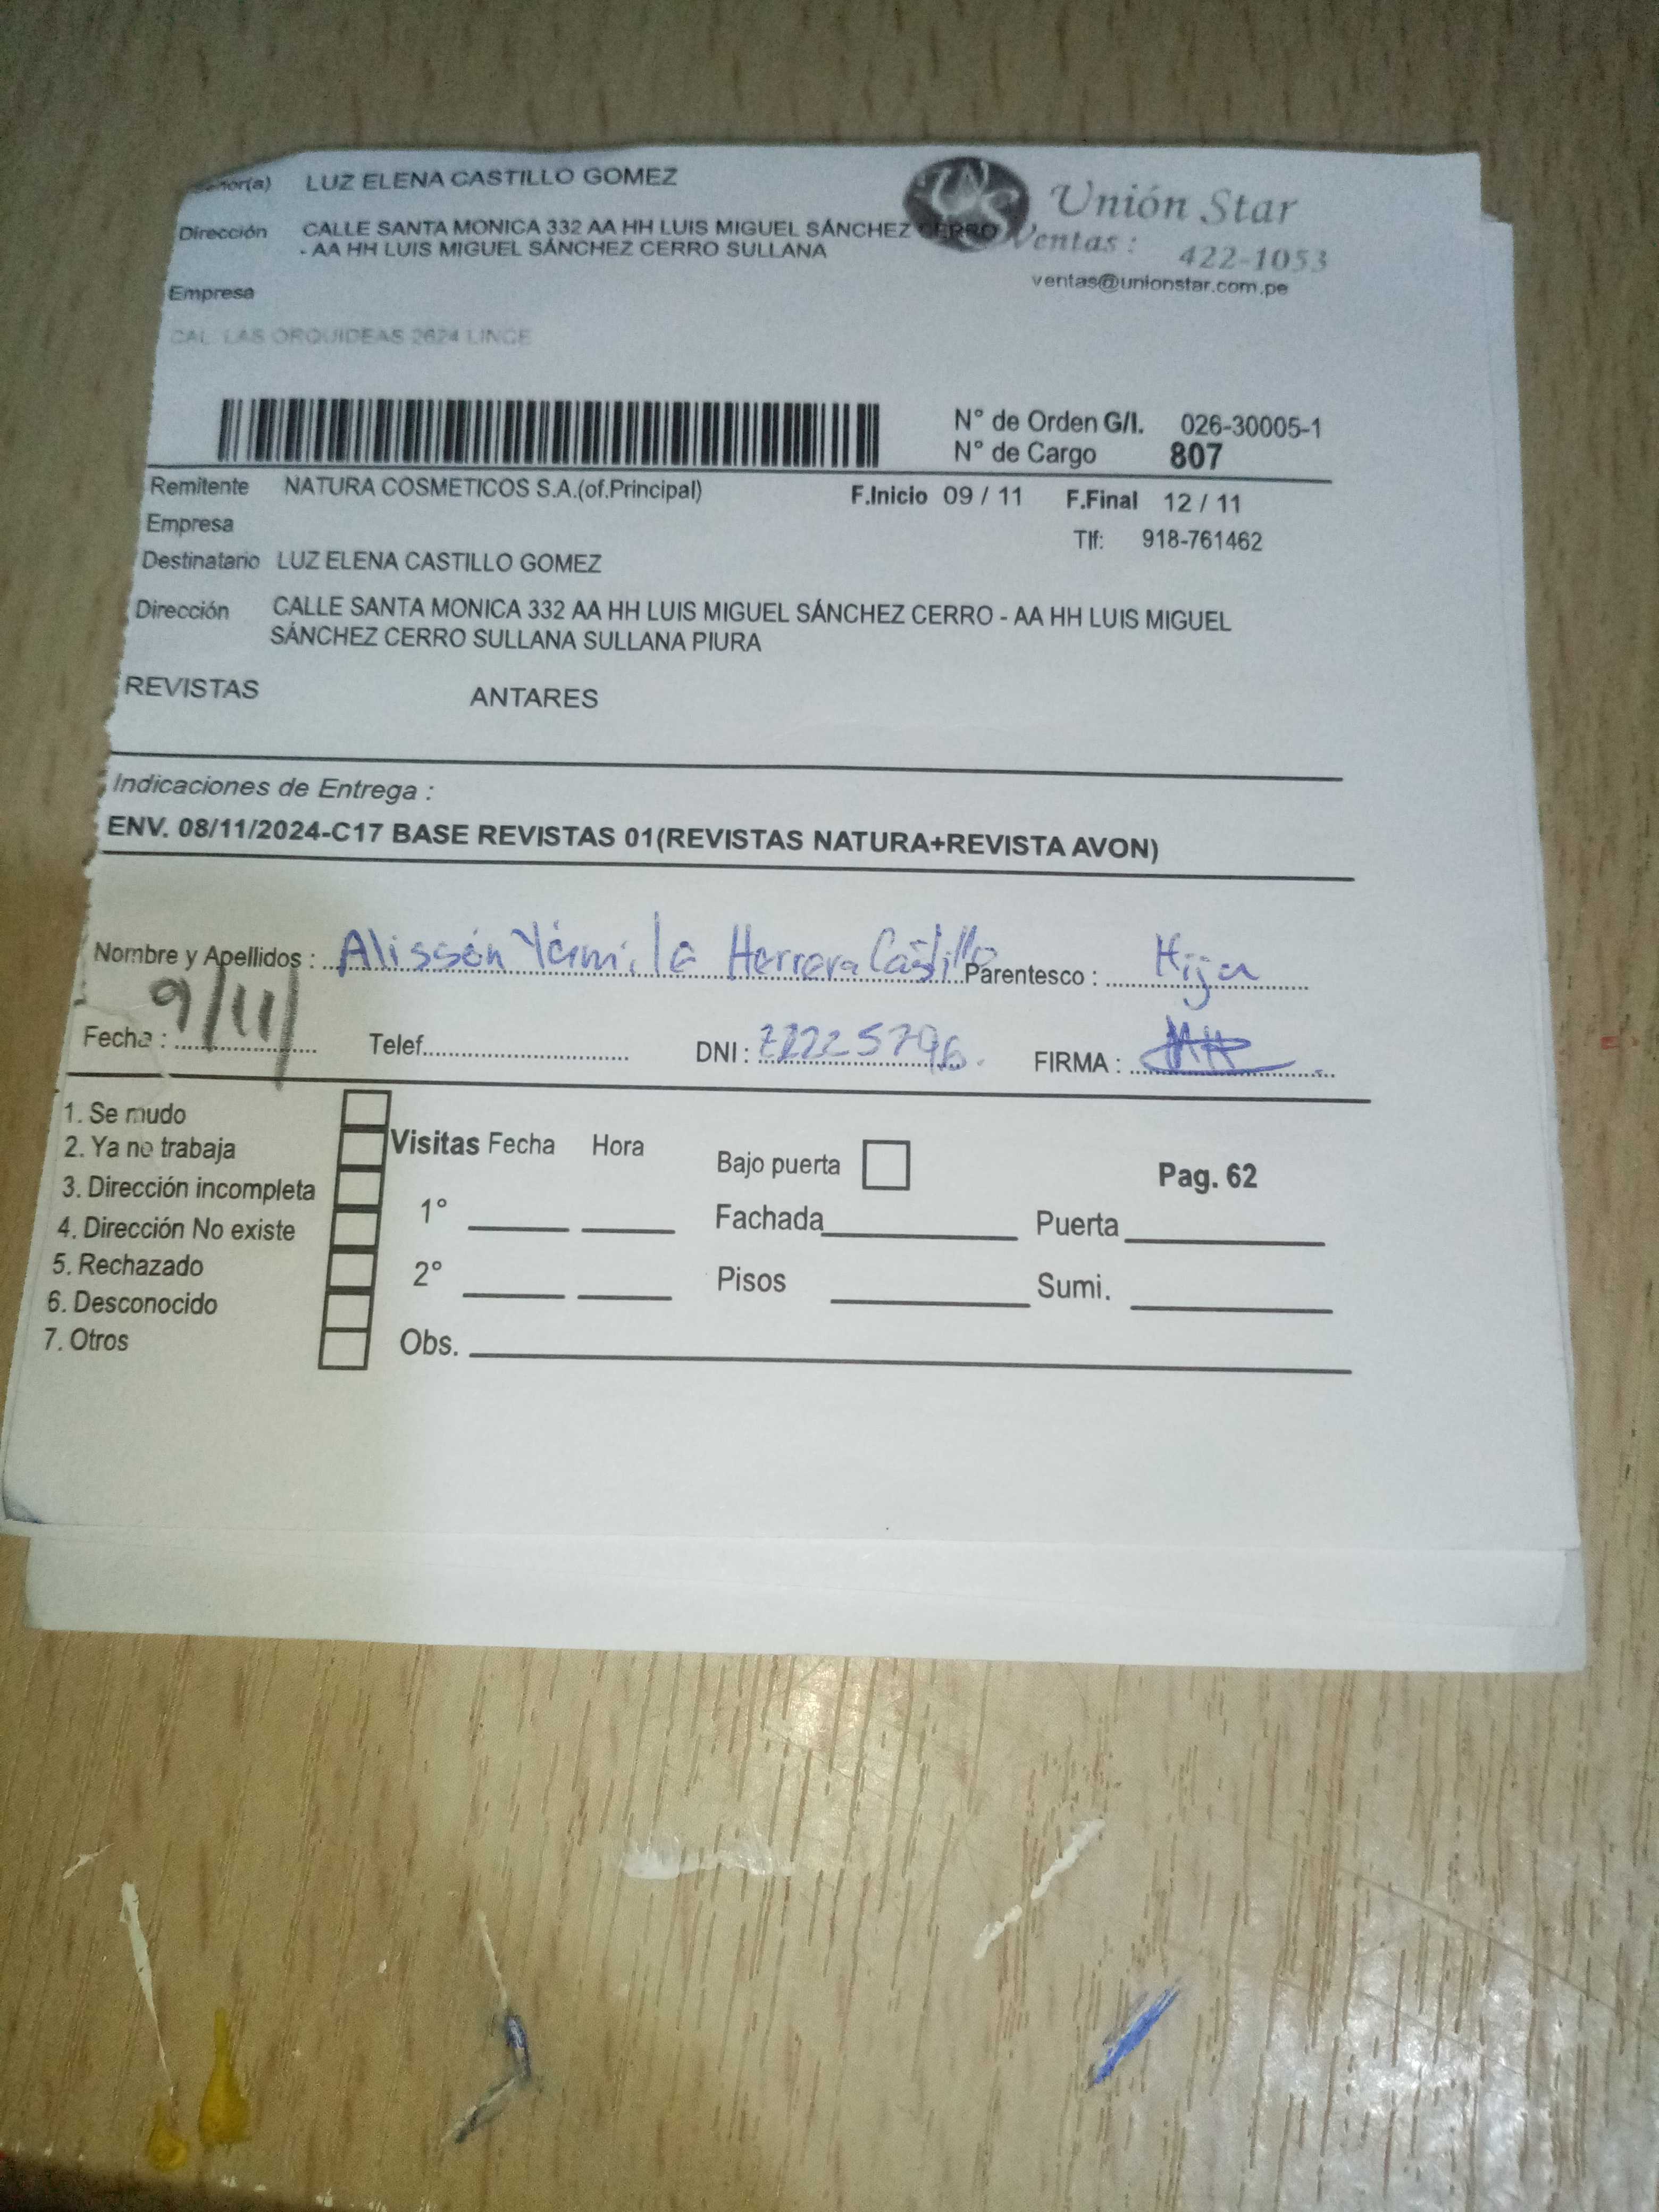 Señor(a) LUZ ELENA CASTILLO GOMEZ
Unión Star
Dirección CALLE SANTA MONICA 332 AA HH LUIS MIGUEL SÁNCHEZ CERRO
- AA HH LUIS MIGUEL SÁNCHEZ CERRO SULLANA
Ventas : 422-1053
ventas@unionstar.com.pe
Empresa
CAL. LAS ORQUIDEAS 2624 LINCE
N° de Orden G/I. 026-30005-1
N° de Cargo 807
Remitente NATURA COSMETICOS S.A.(of.Principal) F.Inicio 09 / 11 F.Final 12 / 11
Empresa
Tlf: 918-761462
Destinatario LUZ ELENA CASTILLO GOMEZ
Dirección CALLE SANTA MONICA 332 AA HH LUIS MIGUEL SÁNCHEZ CERRO - AA HH LUIS MIGUEL
SÁNCHEZ CERRO SULLANA SULLANA PIURA
REVISTAS ANTARES
Indicaciones de Entrega :
ENV. 08/11/2024-C17 BASE REVISTAS 01(REVISTAS NATURA+REVISTA AVON)
Nombre y Apellidos : Alisson Yamila Herrera Castillo Parentesco : Hija
Fecha : 9/11/ Telef. DNI : FIRMA :
1. Se mudo
2. Ya no trabaja
3. Dirección incompleta
4. Dirección No existe
5. Rechazado
6. Desconocido
7. Otros
Visitas Fecha Hora
1°
2°
Obs.
Bajo puerta Pag. 62
Fachada Puerta
Pisos Sumi.